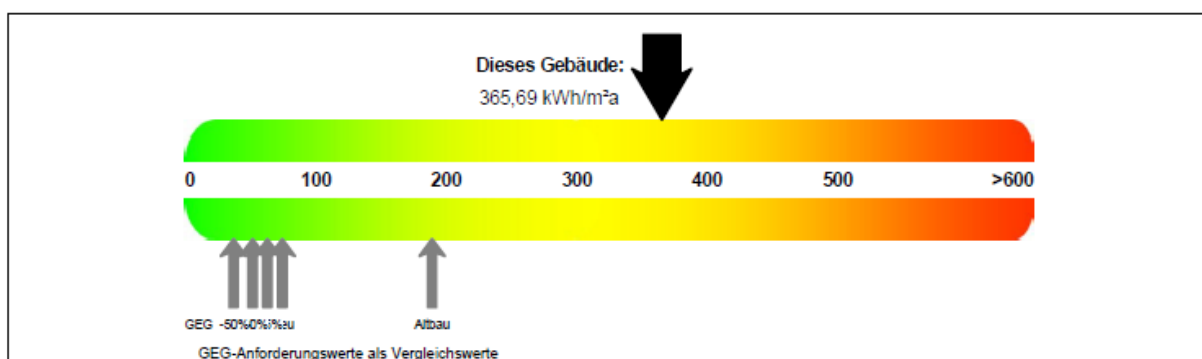 Dieses Gebäude:
365,69 kWh/m²a
0 100 200 300 400 500 >600
GEG -50% Altbau
GEG-Anforderungswerte als Vergleichswerte